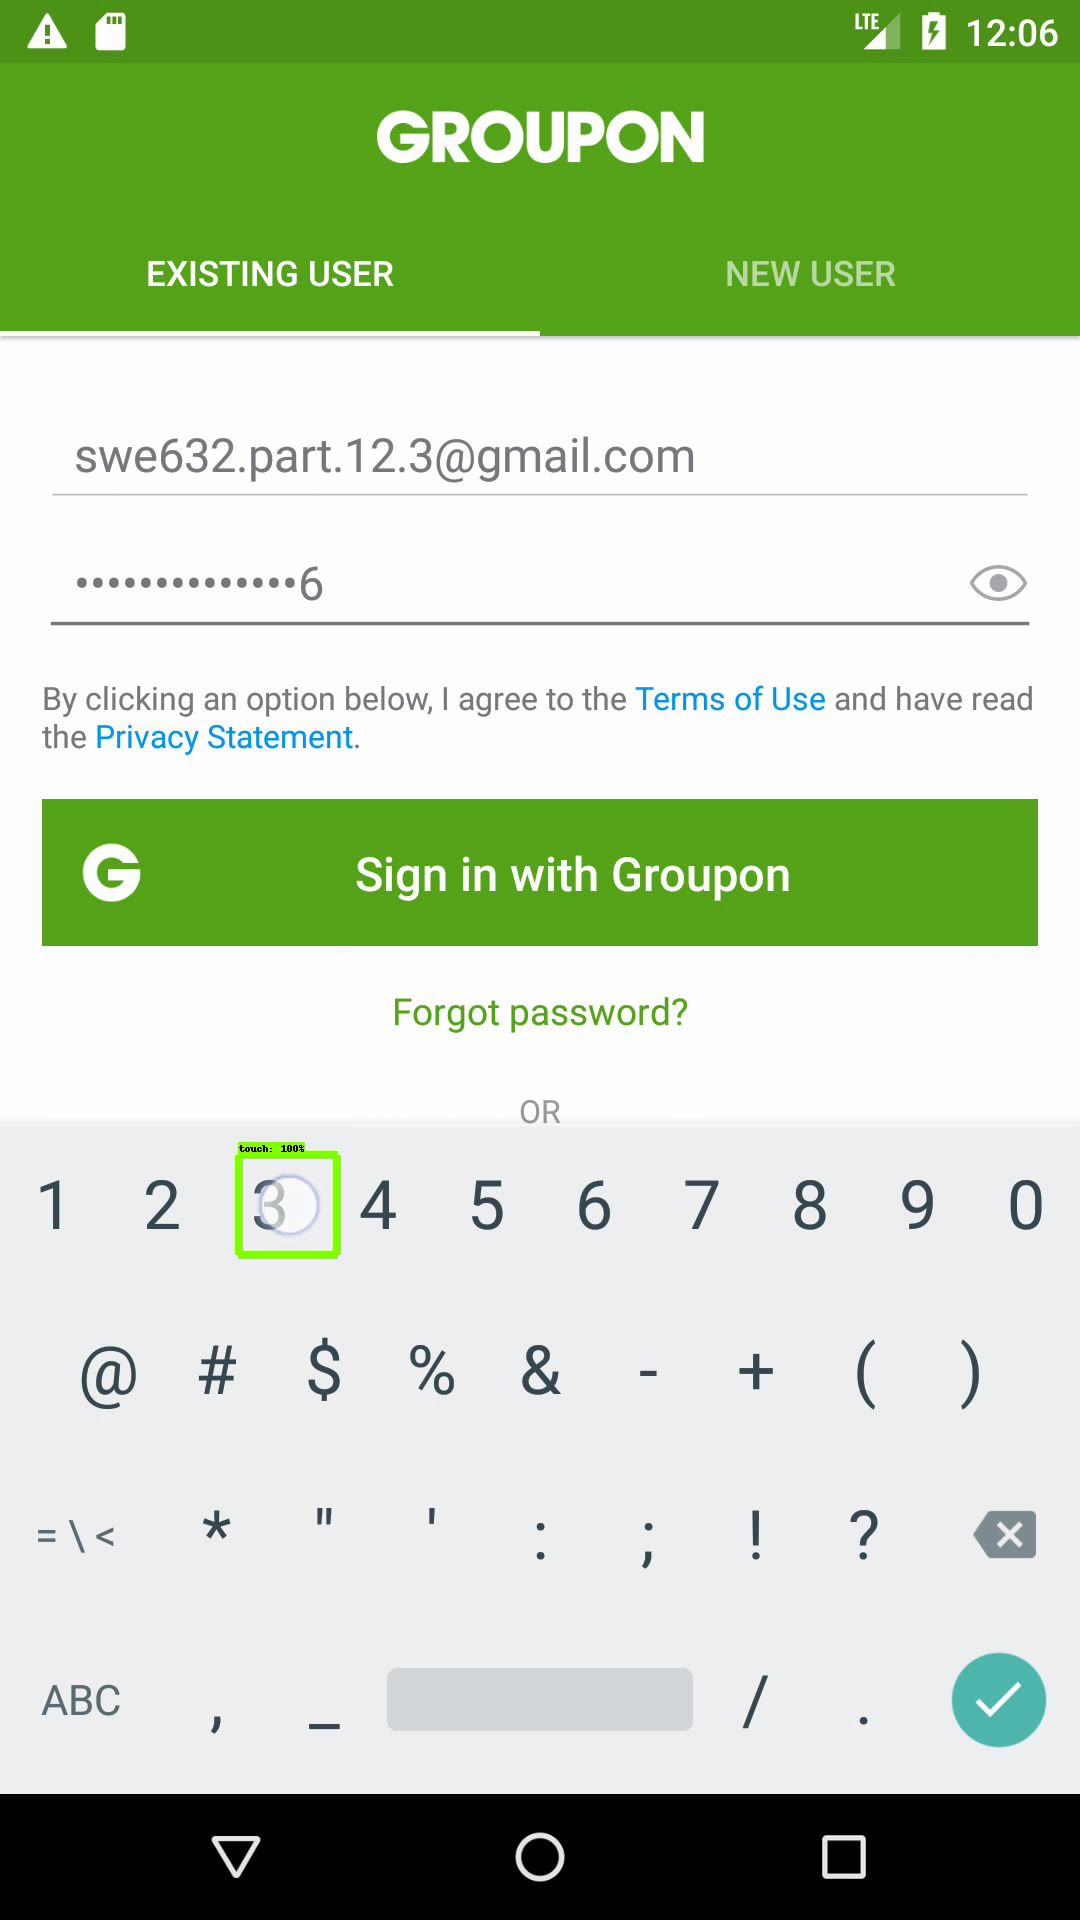 LTE 12:06
GROUPON
EXISTING USER NEW USER
swe632.part.12.3@gmail.com
••••••••••••••6
By clicking an option below, I agree to the Terms of Use and have read
the Privacy Statement.
G Sign in with Groupon
Forgot password?
OR
touch: 100%
1 2 3 4 5 6 7 8 9 0
@ # $ % & - + ( )
= \ < * " ' : ; ! ?
ABC , _ / .